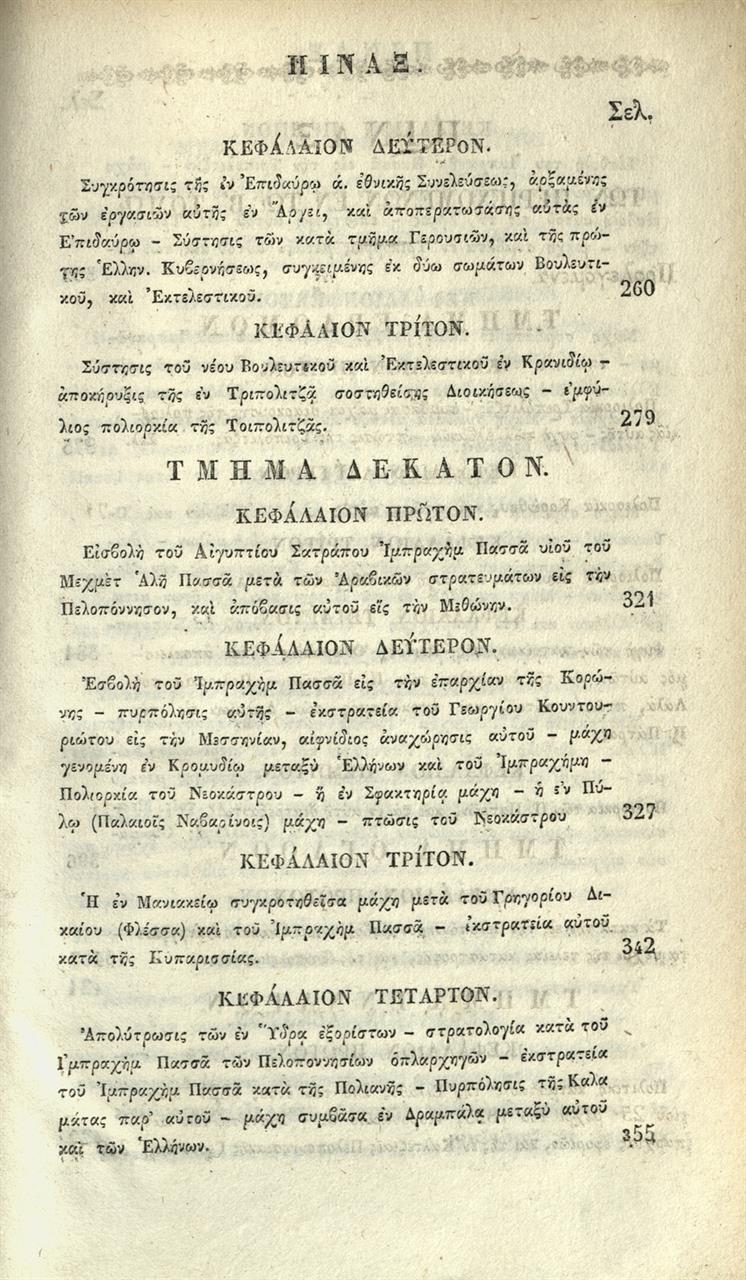 ΠΙΝΑΞ.
Σελ.
ΚΕΦΑΛΑΙΟΝ ΔΕΥΤΕΡΟΝ.
Συγκρότησις τῆς ἐν Ἐπιδαύρῳ ά. ἐθνικῆς Συνελεύσεως, ἀρξαμένης
τῶν ἐργασιῶν αὐτῆς ἐν Ἄργει, καὶ ἀποπερατωσάσης αὐτὰς ἐν
Ἐπιδαύρῳ – Σύστησις τῶν κατὰ τμῆμα Γερουσιῶν, καὶ τῆς πρώ-
της Ἑλλην. Κυβερνήσεως, συγκειμένης ἐκ δύω σωμάτων Βουλευτι-
κοῦ, καὶ Ἐκτελεστικοῦ. 260
ΚΕΦΑΛΑΙΟΝ ΤΡΙΤΟΝ.
Σύστησις τοῦ νέου Βουλευτικοῦ καὶ Ἐκτελεστικοῦ ἐν Κρανιδίῳ –
ἀποκήρυξις τῆς ἐν Τριπολιτζᾷ σοστηθείσης Διοικήσεως – ἐμφύ-
λιος πολιορκία τῆς Τοιπολιτζᾶς. 279
ΤΜΗΜΑ ΔΕΚΑΤΟΝ.
ΚΕΦΑΛΑΙΟΝ ΠΡΩΤΟΝ.
Εἰσβολὴ τοῦ Αἰγυπτίου Σατράπου Ἰμπραχὴμ Πασσᾶ υἱοῦ τοῦ
Μεχμὲτ Ἀλῆ Πασσᾶ μετὰ τῶν Ἀραβικῶν στρατευμάτων εἰς τὴν
Πελοπόννησον, καὶ ἀπόβασις αὐτοῦ εἰς τὴν Μεθώνην. 321
ΚΕΦΑΛΑΙΟΝ ΔΕΥΤΕΡΟΝ.
Ἐσβολὴ τοῦ Ἰμπραχὴμ Πασσᾶ εἰς τὴν ἐπαρχίαν τῆς Κορώ-
νης – πυρπόλησις αὐτῆς – ἐκστρατεία τοῦ Γεωργίου Κουντου-
ριώτου εἰς τὴν Μεσσηνίαν, αἰφνίδιος ἀναχώρησις αὐτοῦ – μάχη
γενομένη ἐν Κρομυδίῳ μεταξὺ Ἑλλήνων καὶ τοῦ Ἰμπραχήμη –
Πολιορκία τοῦ Νεοκάστρου – ἡ ἐν Σφακτηρίᾳ μάχη – ἡ ἐν Πύ-
λῳ (Παλαιοῖς Ναβαρίνοις) μάχη – πτῶσις τοῦ Νεοκάστρου 327
ΚΕΦΑΛΑΙΟΝ ΤΡΙΤΟΝ.
Ἡ ἐν Μανιακείῳ συγκροτηθεῖσα μάχη μετὰ τοῦ Γρηγορίου Δι-
καίου (Φλέσσα) καὶ τοῦ Ἰμπραχὴμ Πασσᾶ – ἐκστρατεία αὐτοῦ
κατὰ τῆς Κυπαρισσίας. 342
ΚΕΦΑΛΑΙΟΝ ΤΕΤΑΡΤΟΝ.
Ἀπολύτρωσις τῶν ἐν Ὕδρα ἐξορίστων – στρατολογία κατὰ τοῦ
Ἰμπραχὴμ Πασσᾶ τῶν Πελοποννησίων ὁπλαρχηγῶν – ἐκστρατεία
τοῦ Ἰμπραχὴμ Πασσᾶ κατὰ τῆς Πολιανῆς – Πυρπόλησις τῆς Καλα
μάτας παρ' αὐτοῦ – μάχη συμβᾶσα ἐν Δραμπάλᾳ μεταξὺ αὐτοῦ
καὶ τῶν Ἑλλήνων. 355